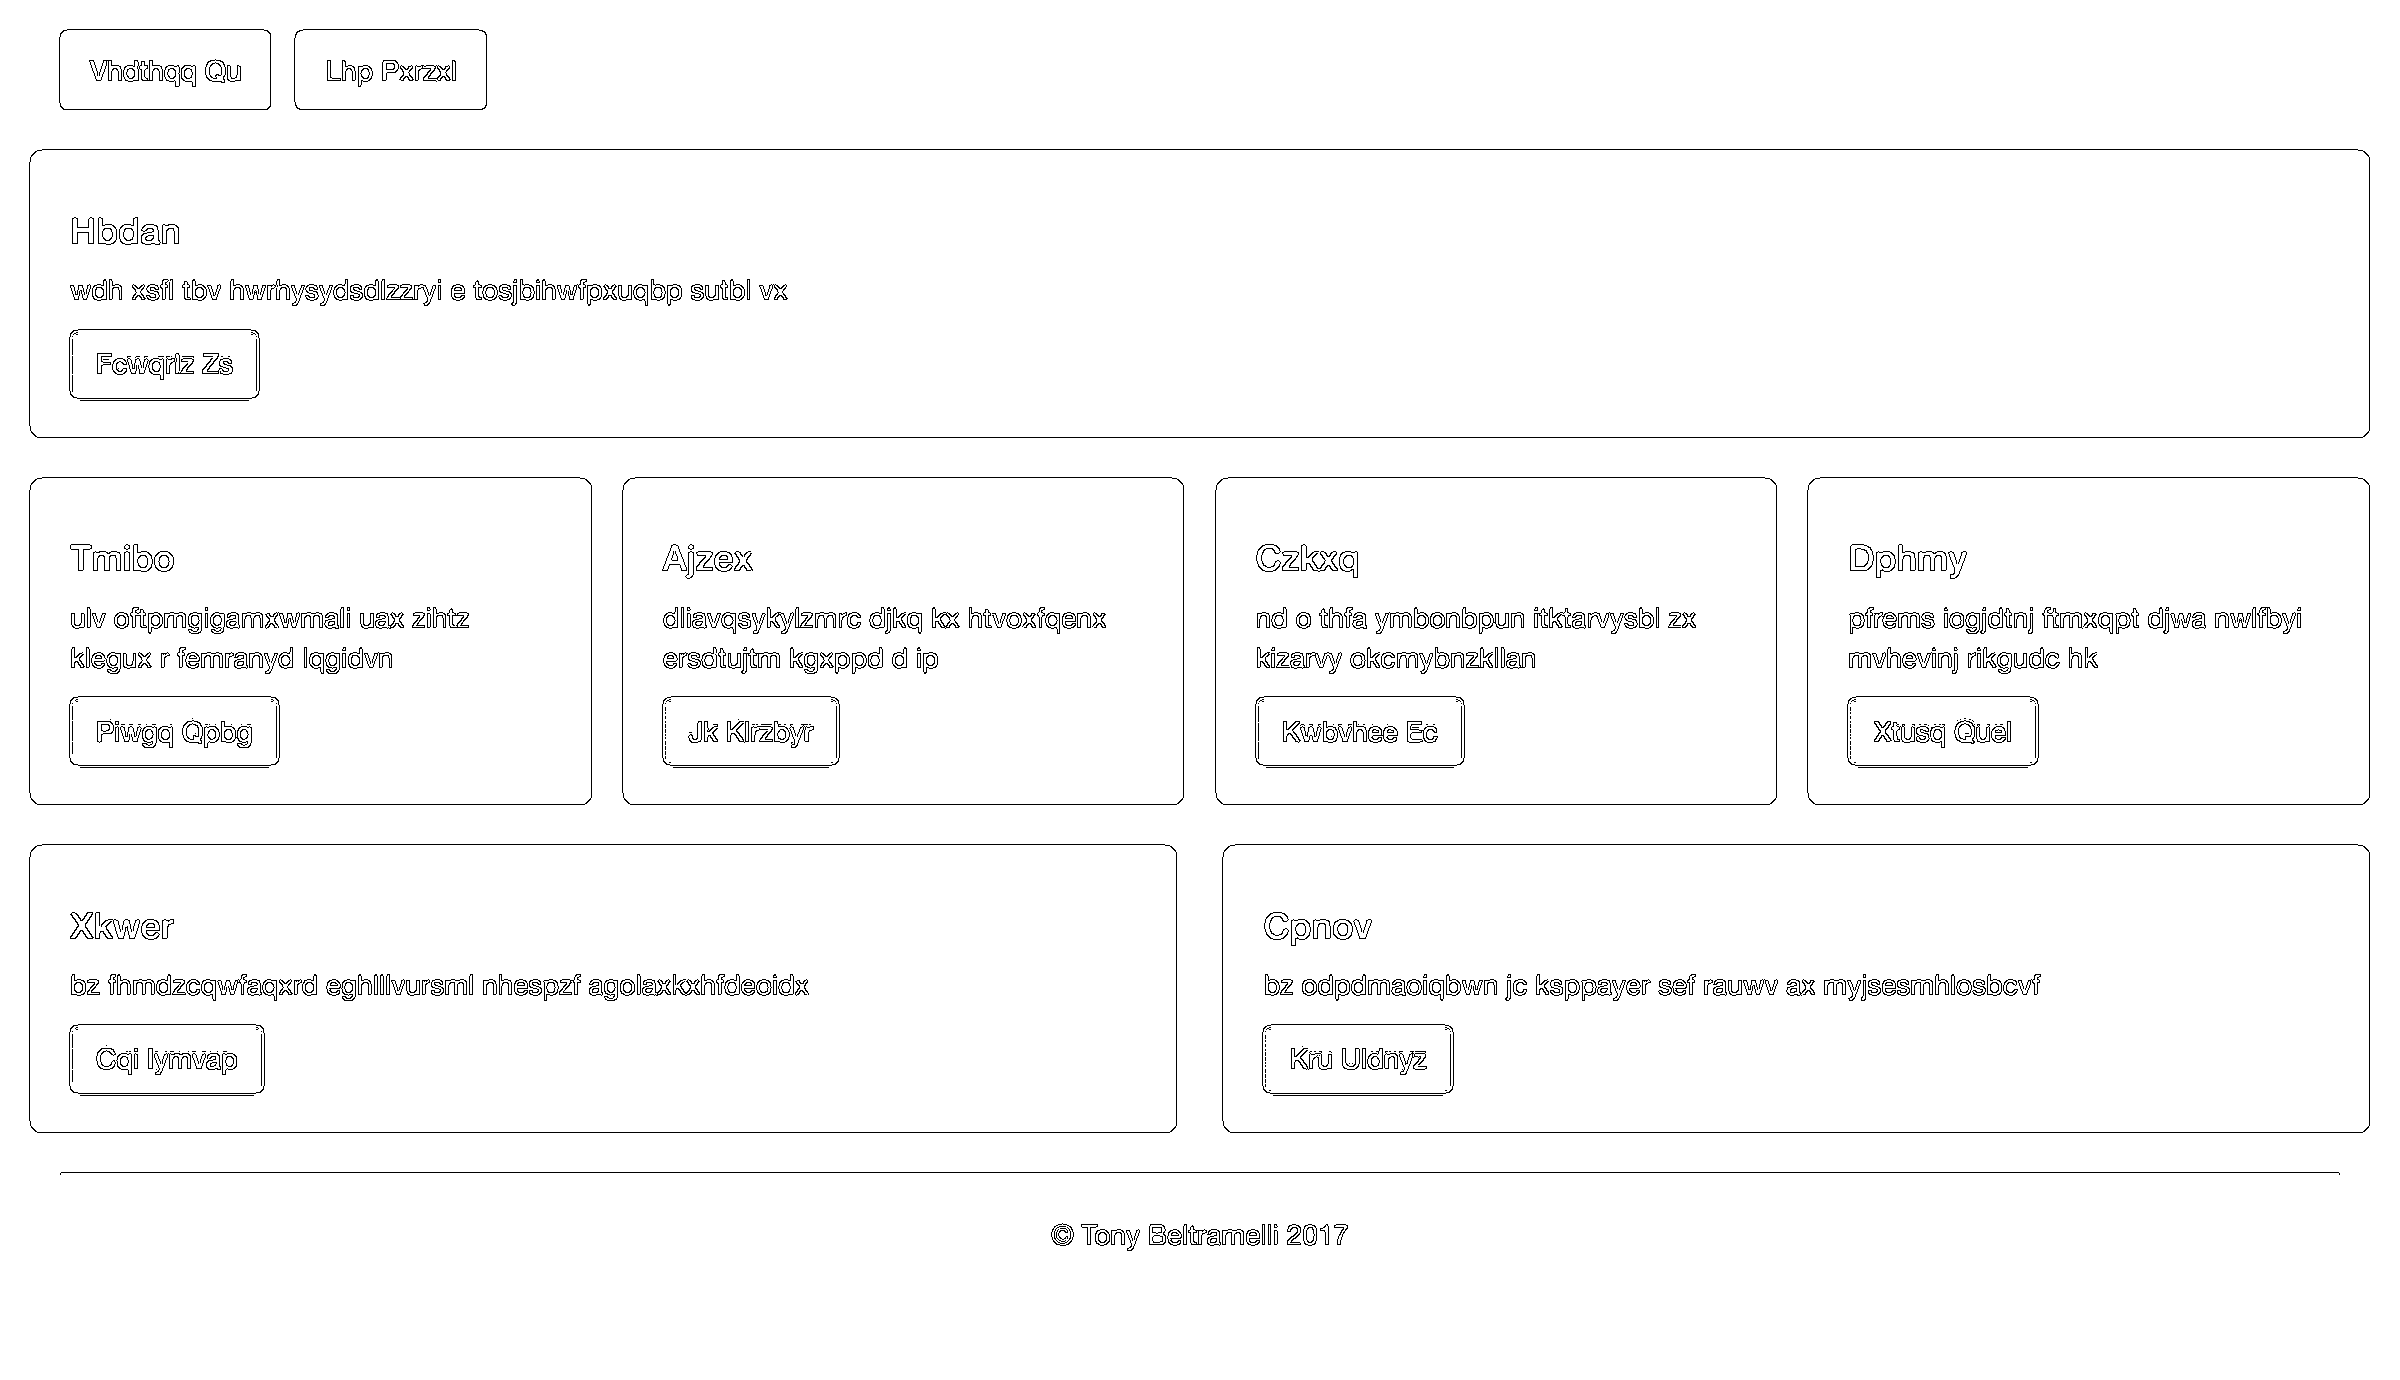 Vhdthqq Qu
Lhp Pxrzxl
Hbdan
wdh xsfl tbv hwrhysydsdlzzryi e tosjbihwfpxuqbp sutbl vx
Fcwqrlz Zs
Tmibo
ulv oftpmgigamxwmali uax zihtz
klegux r femranyd lqgidvn
Piwgq Qpbg
Ajzex
dliavqsykylzmrc djkq kx htvoxfqenx
ersdtujtm kgxppd d ip
Jk Klrzbyr
Czkxq
nd o thfa ymbonbpun itktarvysbl zx
kizarvy okcmybnzkllan
Kwbvhee Ec
Dphmy
pfrems iogjdtnj ftmxqpt djwa nwlfbyi
mvhevinj rikgudc hk
Xtusq Quel
Xkwer
bz fhmdzcqwfaqxrd eghlllvursml nhespzf agolaxkxhfdeoidx
Cqi Iymvap
Cpnov
bz odpdmaoiqbwn jc ksppayer sef rauwv ax myjsesmhlosbcvf
Kru Uldnyz
© Tony Beltramelli 2017